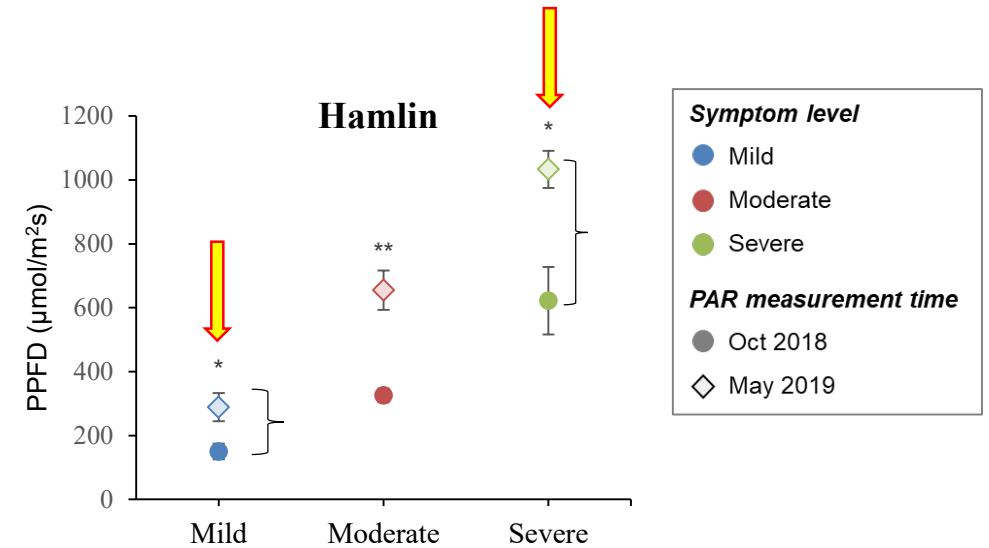 Hamlin
PPFD (µmol/m²s)
1200
1000
800
600
400
200
0
*
**
*
Mild
Moderate
Severe
Symptom level
Mild
Moderate
Severe
PAR measurement time
Oct 2018
May 2019